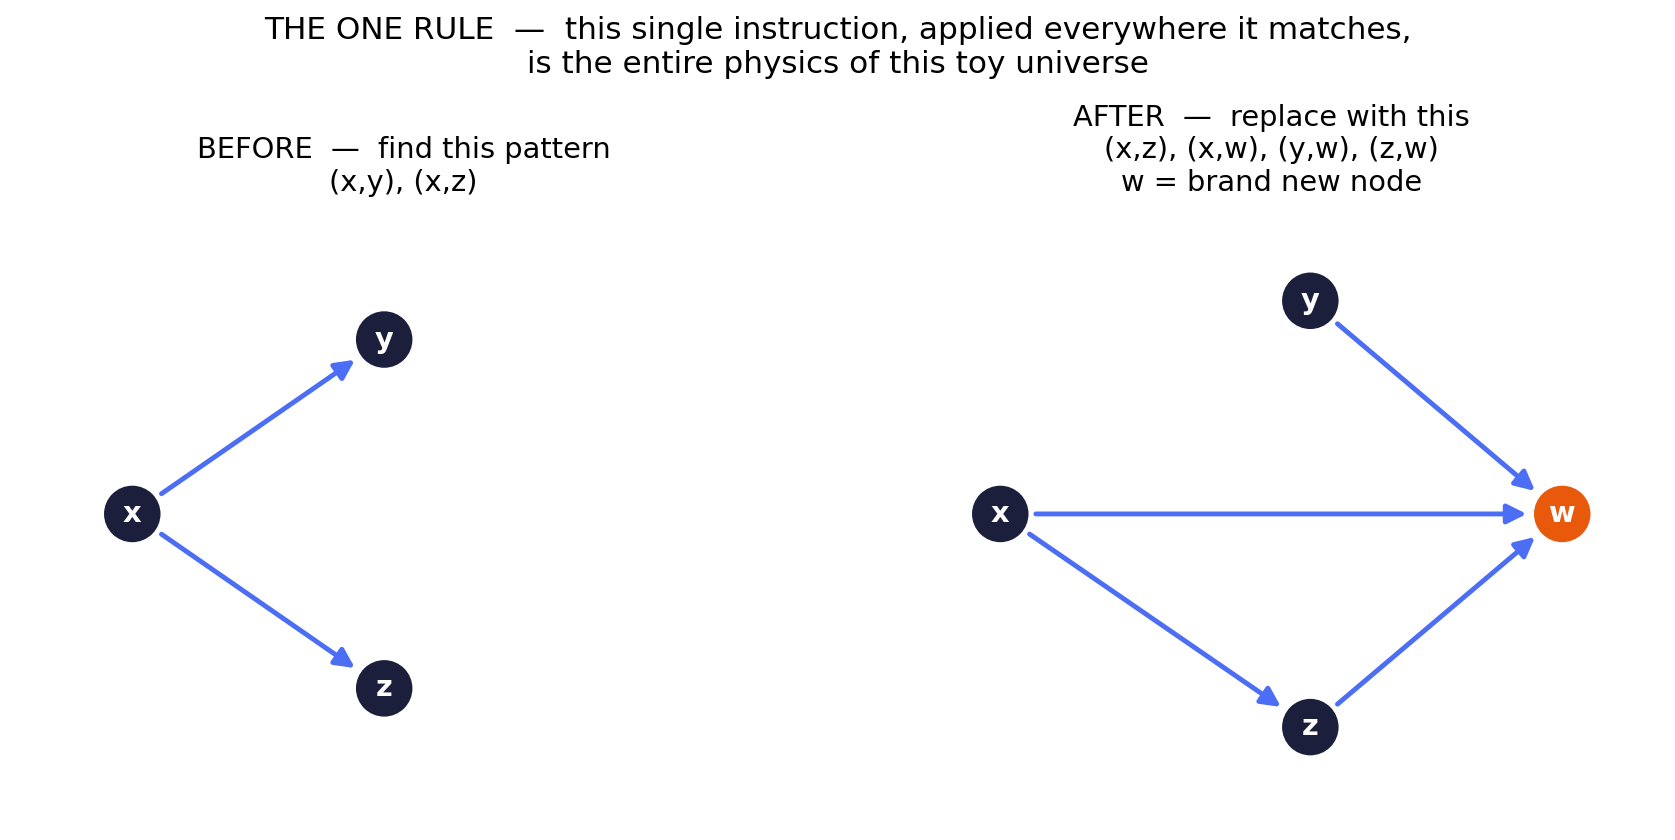 THE ONE RULE — this single instruction, applied everywhere it matches,
is the entire physics of this toy universe
BEFORE — find this pattern
(x,y), (x,z)
AFTER — replace with this
(x,z), (x,w), (y,w), (z,w)
w = brand new node
y
x
z
y
x
w
z